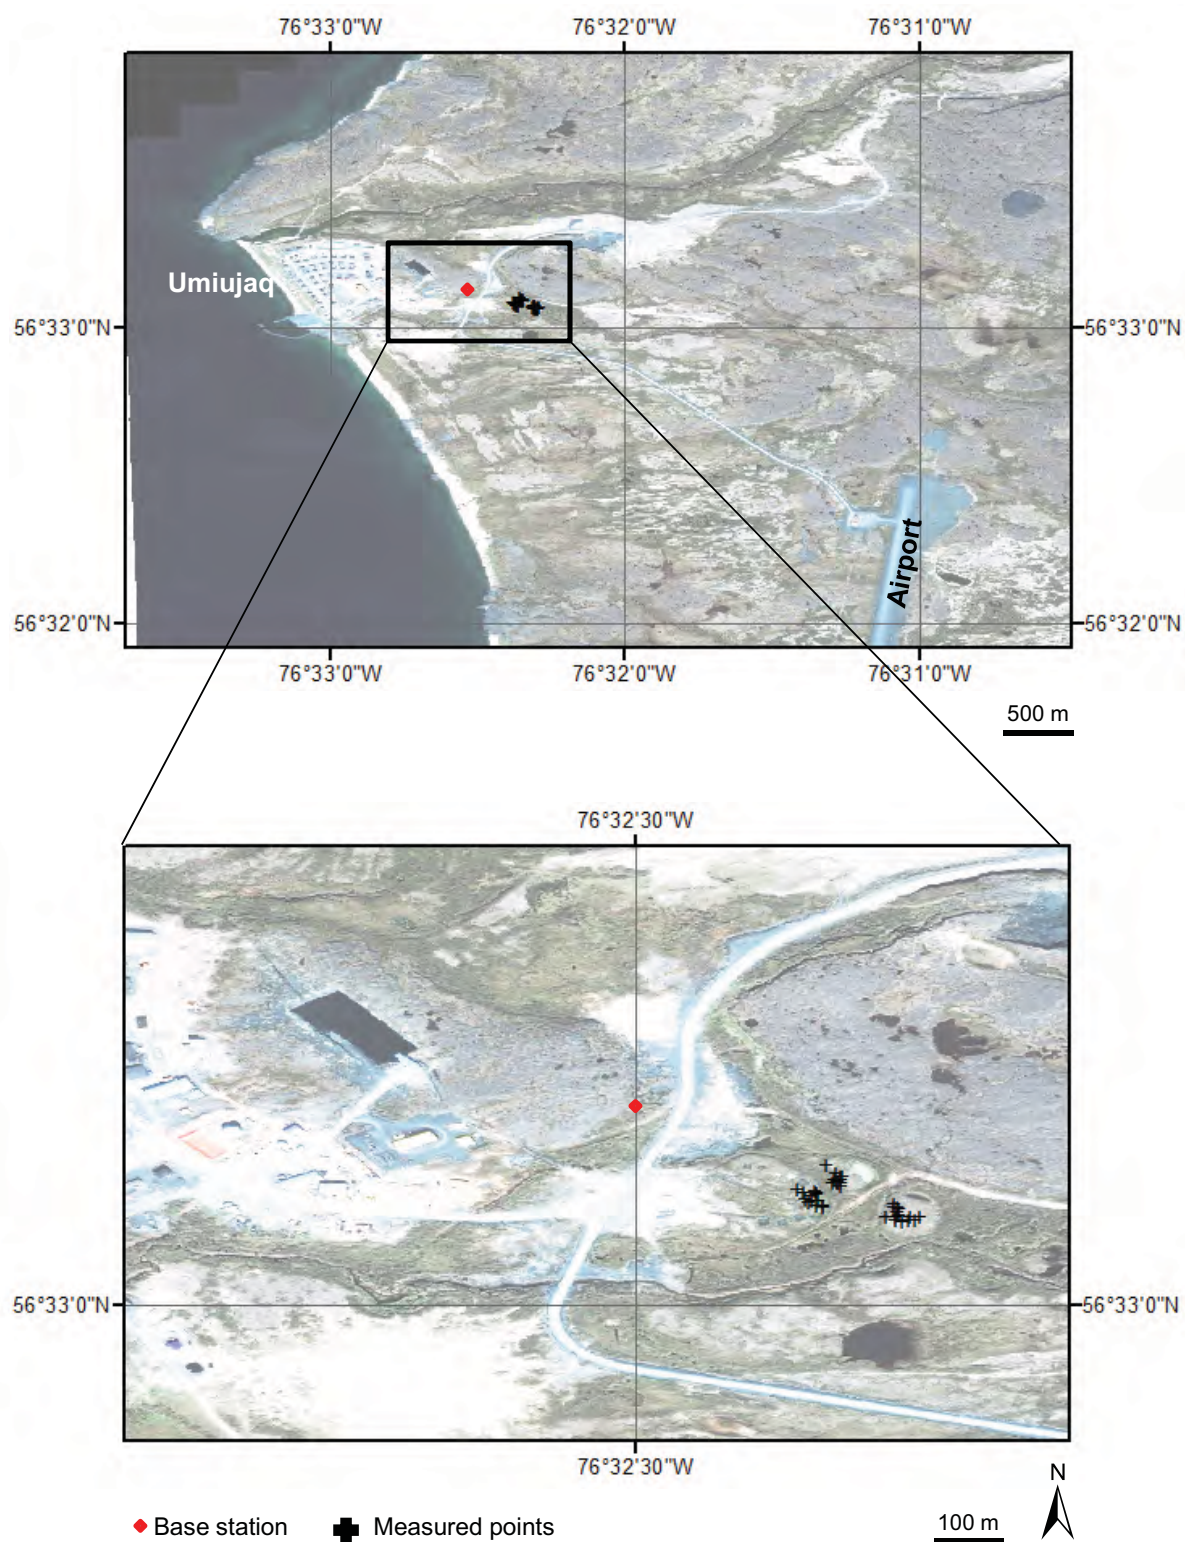 76°33'0"W 76°32'0"W 76°31'0"W
Umiujaq
56°33'0"N 56°33'0"N
Airport
56°32'0"N 56°32'0"N
76°33'0"W 76°32'0"W 76°31'0"W
500 m
76°32'30"W
56°33'0"N 56°33'0"N
76°32'30"W
N
Base station Measured points 100 m